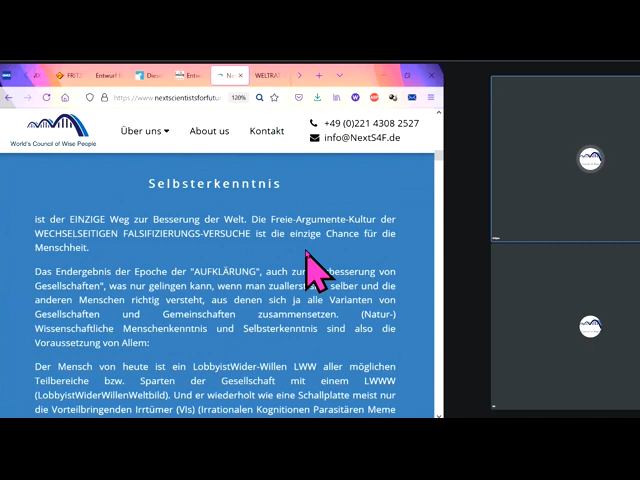 FRITZ
Entwurf f
Diese
Entw
Ne
WELTRA
https://www.nextscientistsforfutur
120%
+49 (0)221 4308 2527
Über uns
About us
Kontakt
info@NextS4F.de
World's Council of Wise People
Selbsterkenntnis
ist der EINZIGE Weg zur Besserung der Welt. Die Freie-Argumente-Kultur der
WECHSELSEITIGEN FALSIFIZIERUNGS-VERSUCHE ist die einzige Chance für die
Menschheit.
Das Endergebnis der Epoche der "AUFKLÄRUNG", auch zur besserung von
Gesellschaften", was nur gelingen kann, wenn man zuallers selber und die
anderen Menschen richtig versteht, aus denen sich ja alle Varianten von
Gesellschaften und Gemeinschaften zusammensetzen. (Natur-)
Wissenschaftliche Menschenkenntnis und Selbsterkenntnis sind also die
Voraussetzung von Allem:
Der Mensch von heute ist ein LobbyistWider-Willen LWW aller möglichen
Teilbereiche bzw. Sparten der Gesellschaft mit einem LWWW
(LobbyistWiderWillenWeltbild). Und er wiederholt wie eine Schallplatte meist nur
die Vorteilbringenden Irrtümer (VIs) (Irrationalen Kognitionen Parasitären Meme